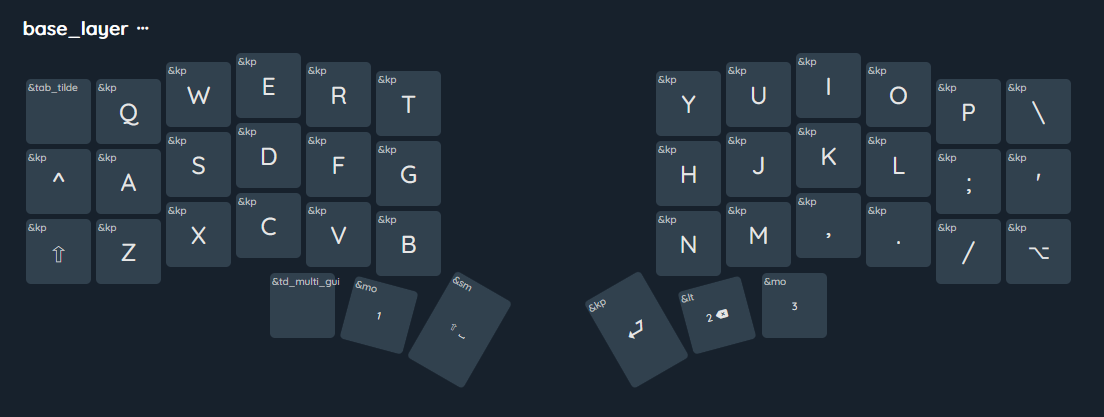 base_layer ···
&tab_tilde &kp Q &kp W &kp E &kp R &kp T &kp Y &kp U &kp I &kp O &kp P &kp \
&kp ^ &kp A &kp S &kp D &kp F &kp G &kp H &kp J &kp K &kp L &kp ; &kp '
&kp ⇧ &kp Z &kp X &kp C &kp V &kp B &kp N &kp M &kp , &kp . &kp / &kp ⌥
&td_multi_gui &mo 1 &sm ⇧ ⎵ &kp ⏎ &lt 2 ⌫ &mo 3